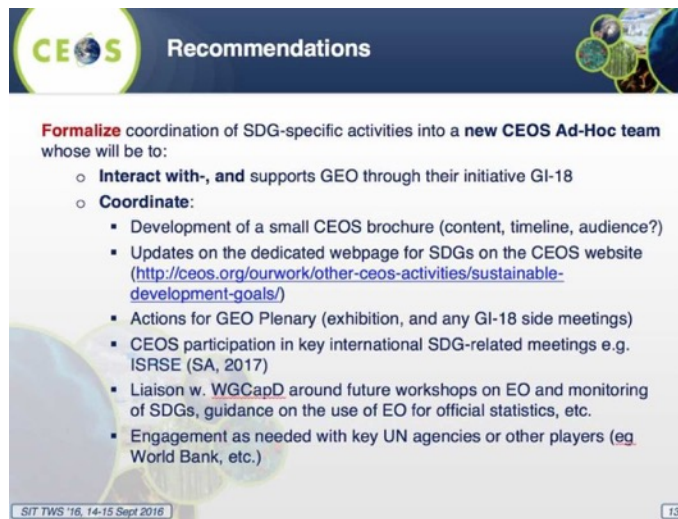 CEOS
Recommendations
Formalize coordination of SDG-specific activities into a new CEOS Ad-Hoc team
whose will be to:
o Interact with-, and supports GEO through their initiative GI-18
o Coordinate:
▪ Development of a small CEOS brochure (content, timeline, audience?)
▪ Updates on the dedicated webpage for SDGs on the CEOS website
(http://ceos.org/ourwork/other-ceos-activities/sustainable-
development-goals/)
▪ Actions for GEO Plenary (exhibition, and any GI-18 side meetings)
▪ CEOS participation in key international SDG-related meetings e.g.
ISRSE (SA, 2017)
▪ Liaison w. WGCapD around future workshops on EO and monitoring
of SDGs, guidance on the use of EO for official statistics, etc.
▪ Engagement as needed with key UN agencies or other players (eg
World Bank, etc.)
SIT TWS '16, 14-15 Sept 2016
13